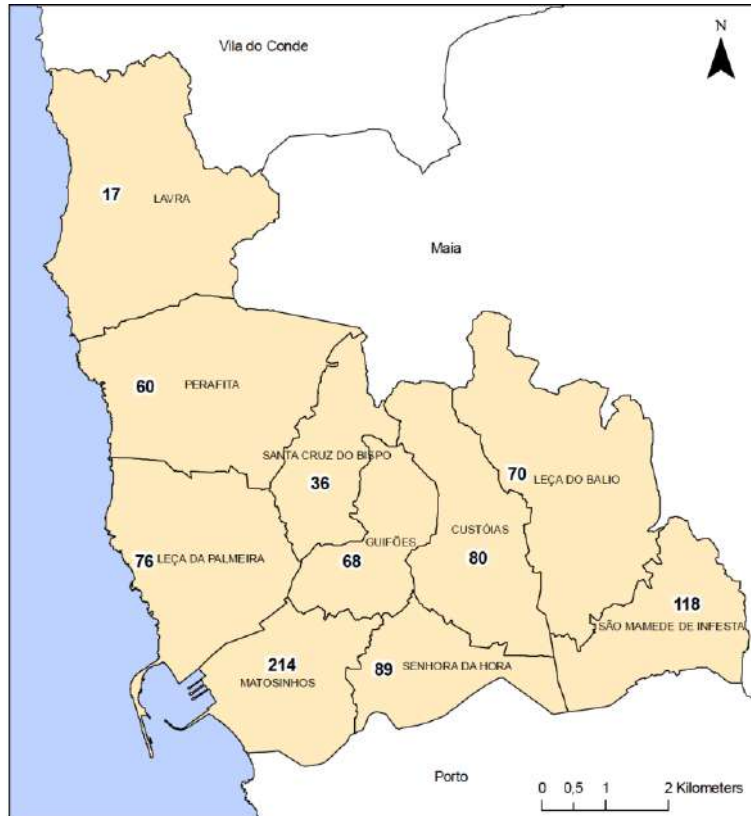 Vila do Conde
N
17
LAVRA
Maia
60
PERAFITA
SANTA CRUZ DO BISPO
36
70
LEÇA DO BALIO
GUIFÕES
CUSTÓIAS
76
LEÇA DA PALMEIRA
68
80
118
SÃO MAMEDE DE INFESTA
214
MATOSINHOS
89
SENHORA DA HORA
Porto
0 0,5 1 2 Kilometers